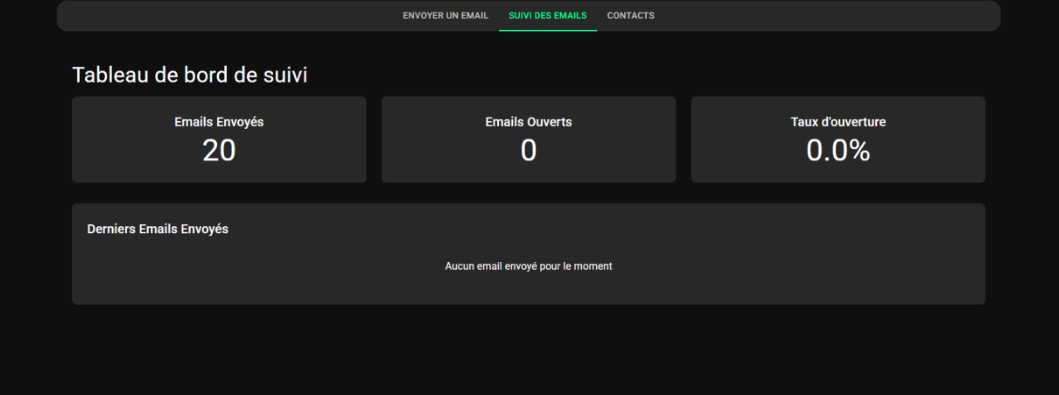 ENVOYER UN EMAIL SUIVI DES EMAILS CONTACTS
Tableau de bord de suivi
Emails Envoyés
20
Emails Ouverts
0
Taux d'ouverture
0.0%
Derniers Emails Envoyés
Aucun email envoyé pour le moment